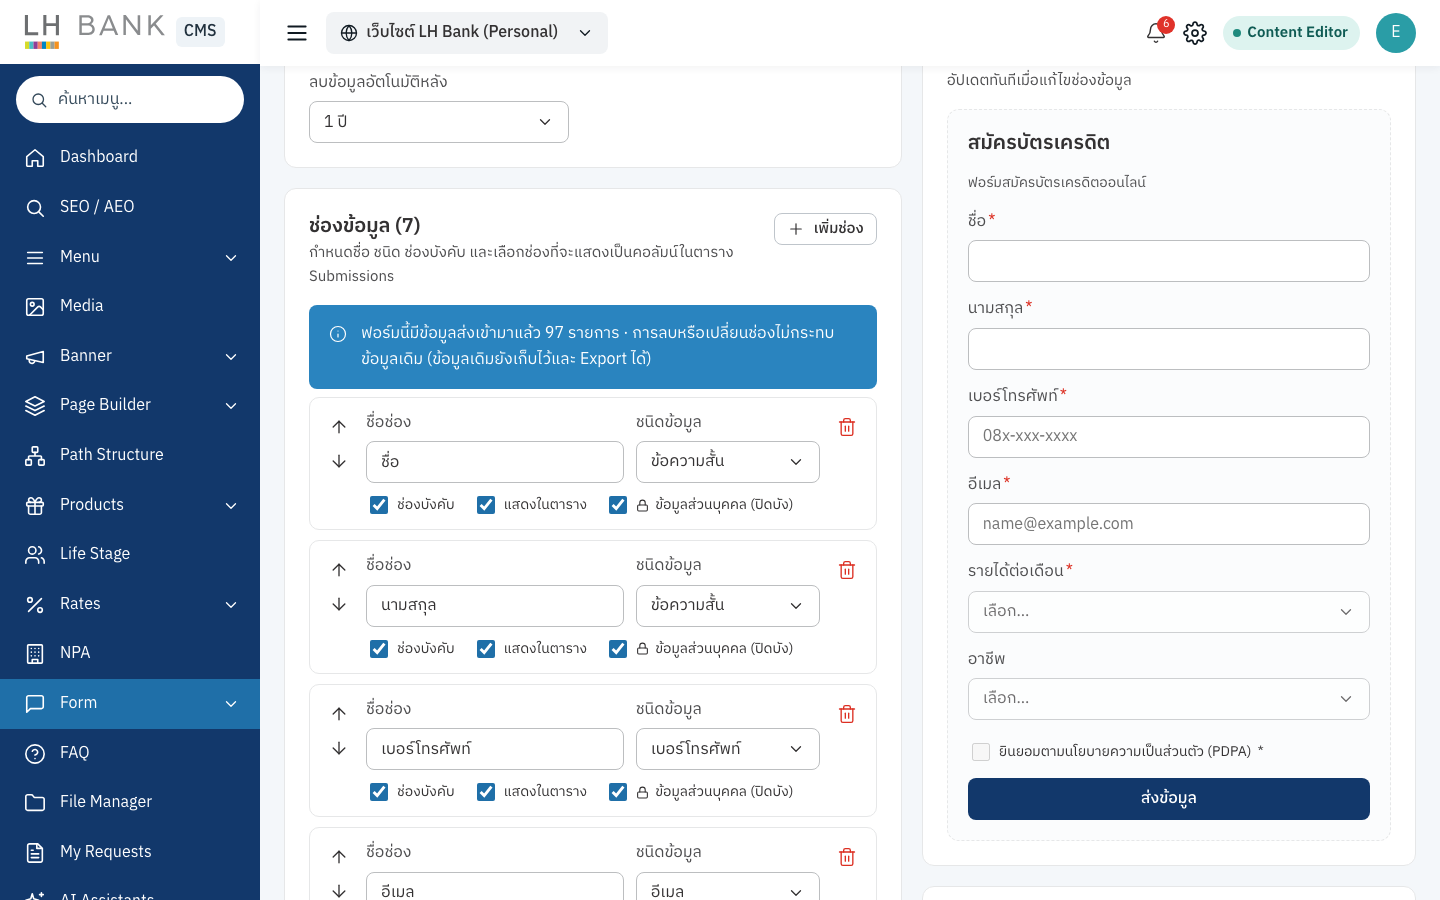 LH BANK CMS
เว็บไซต์ LH Bank (Personal)
6
Content Editor
E
ค้นหาเมนู...
Dashboard
SEO / AEO
Menu
Media
Banner
Page Builder
Path Structure
Products
Life Stage
Rates
NPA
Form
FAQ
File Manager
My Requests
AI Assistants
ลบข้อมูลอัตโนมัติหลัง
1 ปี
ช่องข้อมูล (7)
เพิ่มช่อง
กำหนดชื่อ ชนิด ช่องบังคับ และเลือกช่องที่จะแสดงเป็นคอลัมน์ในตาราง
Submissions
ฟอร์มนี้มีข้อมูลส่งเข้ามาแล้ว 97 รายการ · การลบหรือเปลี่ยนช่องไม่กระทบ
ข้อมูลเดิม (ข้อมูลเดิมยังเก็บไว้และ Export ได้)
ชื่อช่อง ชนิดข้อมูล
ชื่อ ข้อความสั้น
ช่องบังคับ แสดงในตาราง ข้อมูลส่วนบุคคล (ปิดบัง)
ชื่อช่อง ชนิดข้อมูล
นามสกุล ข้อความสั้น
ช่องบังคับ แสดงในตาราง ข้อมูลส่วนบุคคล (ปิดบัง)
ชื่อช่อง ชนิดข้อมูล
เบอร์โทรศัพท์ เบอร์โทรศัพท์
ช่องบังคับ แสดงในตาราง ข้อมูลส่วนบุคคล (ปิดบัง)
ชื่อช่อง ชนิดข้อมูล
อีเมล อีเมล
อัปเดตทันทีเมื่อแก้ไขช่องข้อมูล
สมัครบัตรเครดิต
ฟอร์มสมัครบัตรเครดิตออนไลน์
ชื่อ*
นามสกุล*
เบอร์โทรศัพท์*
08x-xxx-xxxx
อีเมล*
name@example.com
รายได้ต่อเดือน*
เลือก...
อาชีพ
เลือก...
ยินยอมตามนโยบายความเป็นส่วนตัว (PDPA) *
ส่งข้อมูล